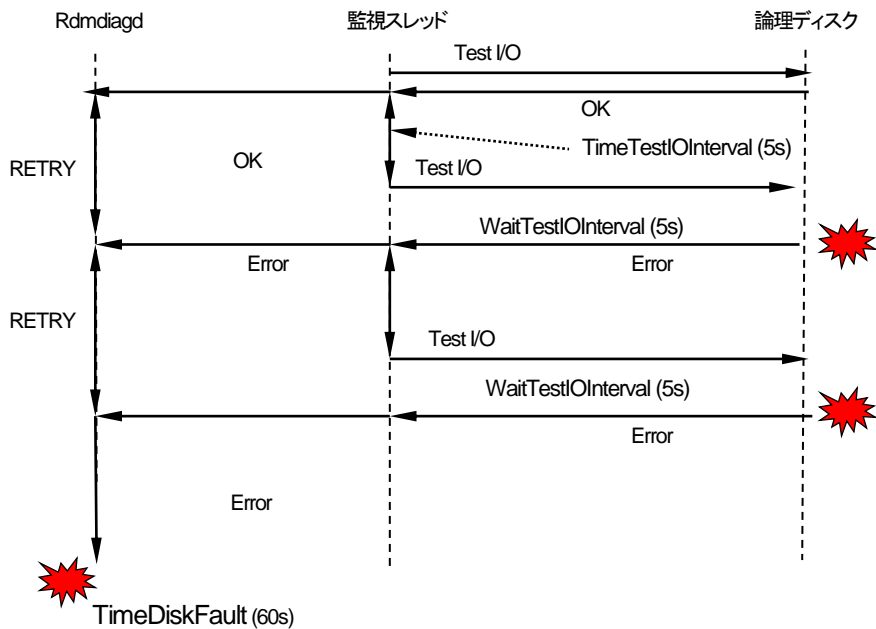 Rdmdiagd
監視スレッド
論理ディスク
Test I/O
OK
TimeTestIOInterval (5s)
OK
RETRY
Test I/O
WaitTestIOInterval (5s)
Error
Error
RETRY
Test I/O
WaitTestIOInterval (5s)
Error
Error
TimeDiskFault (60s)